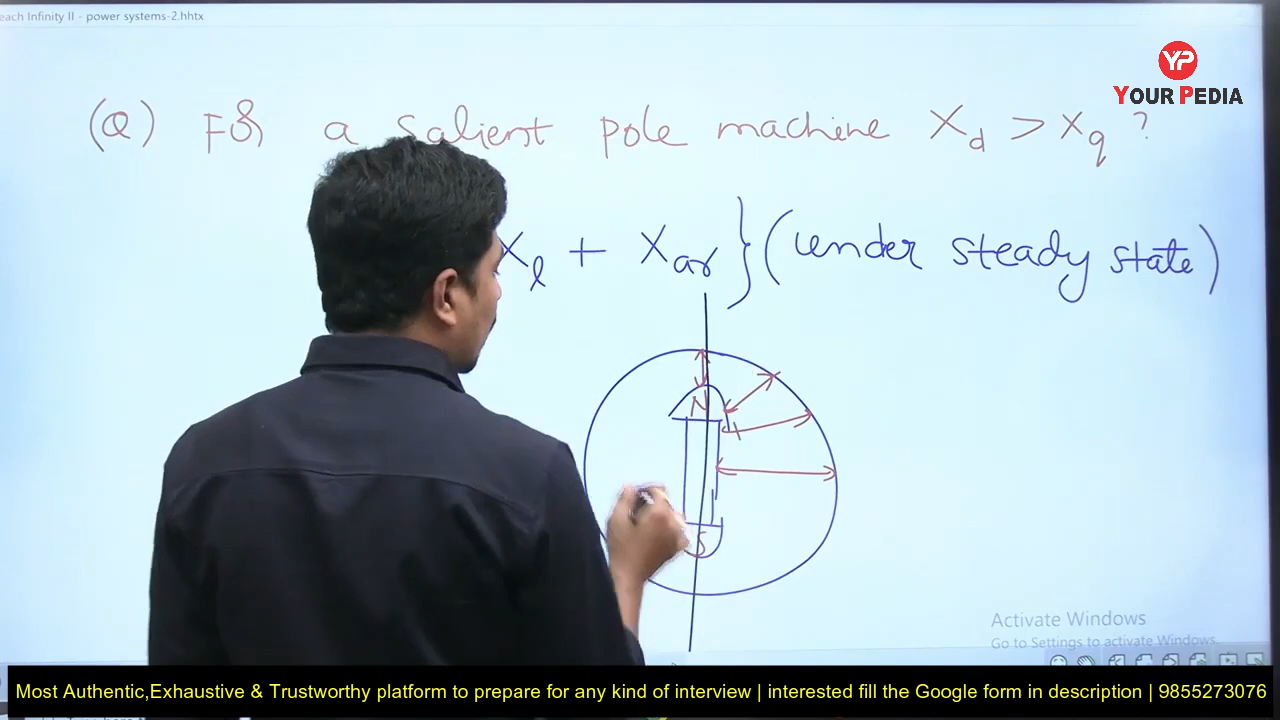 each Infinity II - power systems-2.hhtx
YP
YOUR PEDIA
(Q) For a salient pole machine Xd > Xq ?
Xl + Xar } (under steady state)
N
S
Activate Windows
Go to Settings to activate Windows.
Most Authentic,Exhaustive & Trustworthy platform to prepare for any kind of interview | interested fill the Google form in description | 9855273076